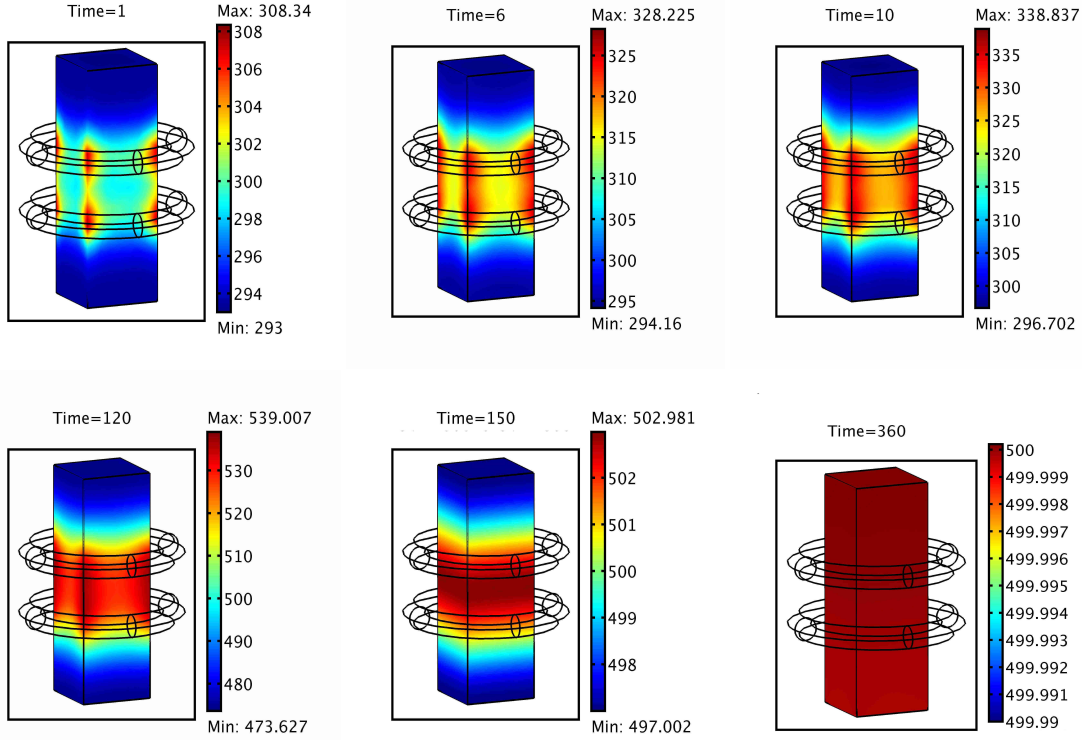 Time=1
Max: 308.34
308
306
304
302
300
298
296
294
Min: 293
Time=6
Max: 328.225
325
320
315
310
305
300
295
Min: 294.16
Time=10
Max: 338.837
335
330
325
320
315
310
305
300
Min: 296.702
Time=120
Max: 539.007
530
520
510
500
490
480
Min: 473.627
Time=150
Max: 502.981
502
501
500
499
498
Min: 497.002
Time=360
500
499.999
499.998
499.997
499.996
499.995
499.994
499.993
499.992
499.991
499.99